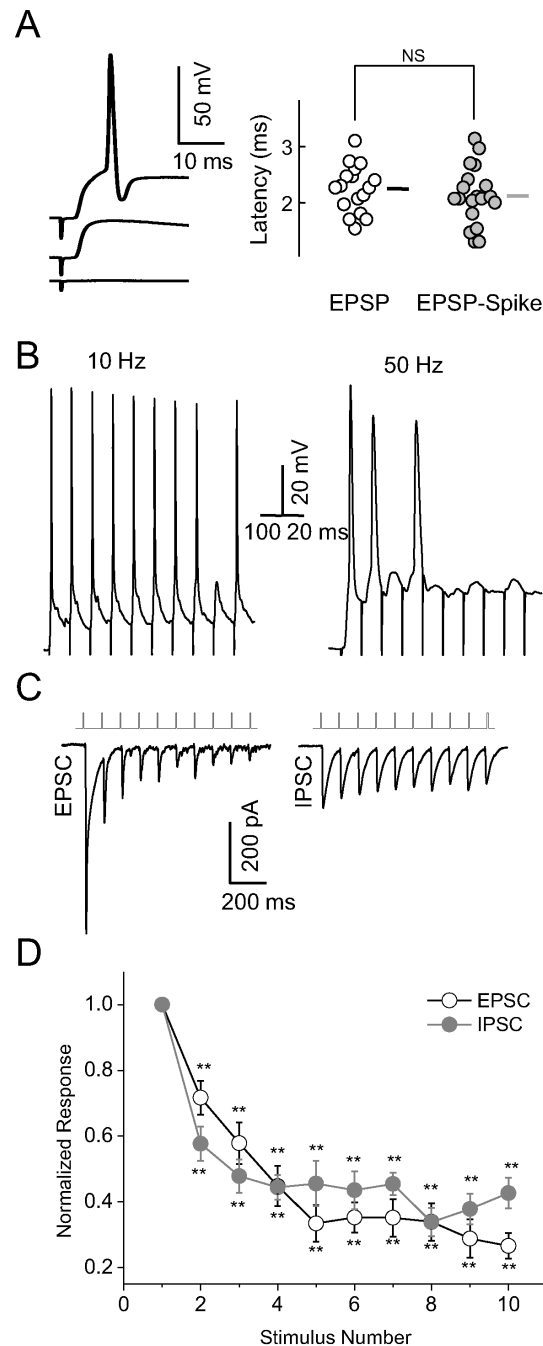 A
50 mV
10 ms
NS
Latency (ms)
3
2
EPSP
EPSP-Spike
B
10 Hz
50 Hz
20 mV
100 20 ms
C
EPSC
IPSC
200 pA
200 ms
D
EPSC
IPSC
Normalized Response
1.0
0.8
0.6
0.4
0.2
** ** ** ** ** ** ** ** **
** ** ** ** ** ** ** ** **
0 2 4 6 8 10
Stimulus Number